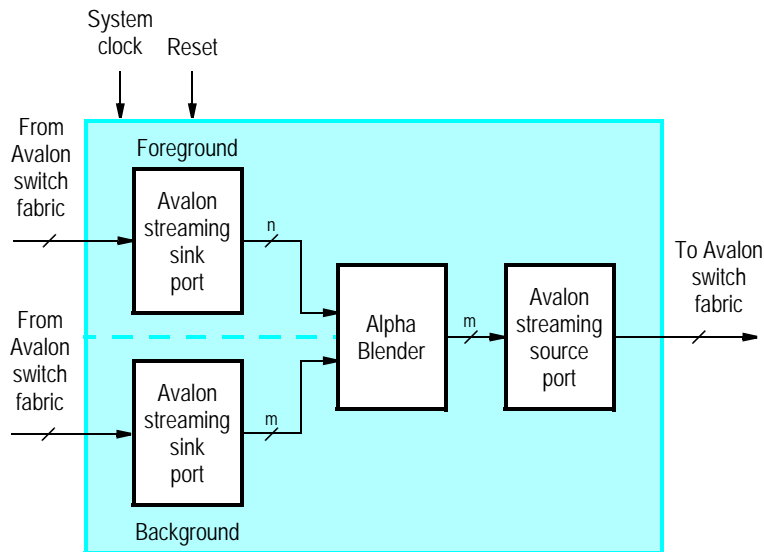 System
clock
Reset
From
Avalon
switch
fabric
Foreground
Avalon
streaming
sink
port
n
From
Avalon
switch
fabric
Avalon
streaming
sink
port
m
Background
Alpha
Blender
m
Avalon
streaming
source
port
To Avalon
switch
fabric